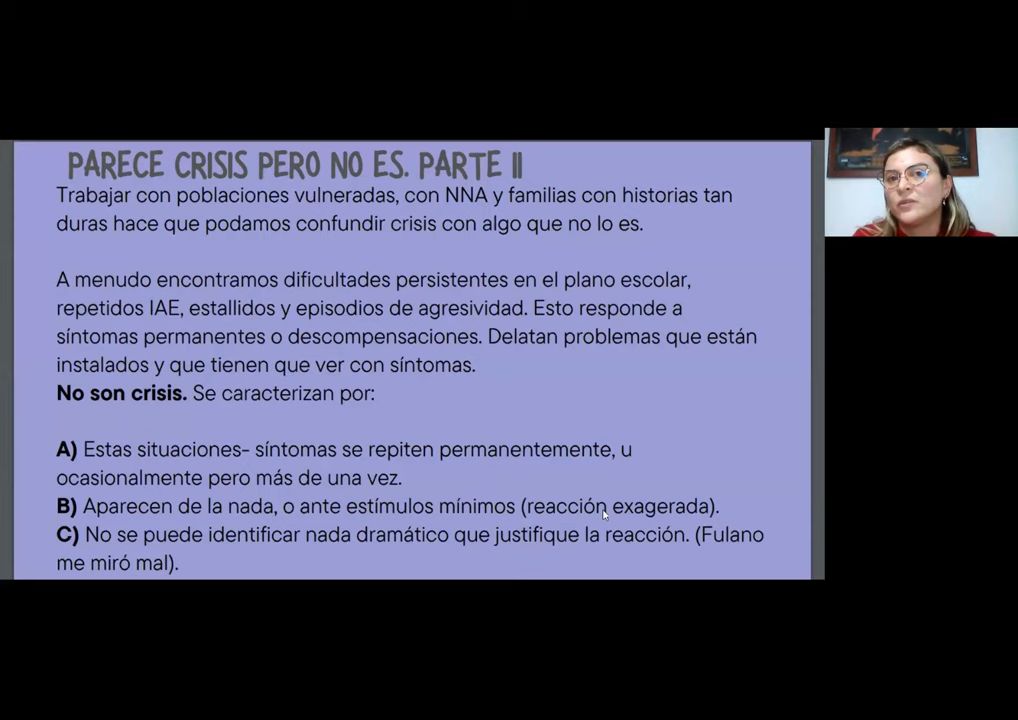 PARECE CRISIS PERO NO ES. PARTE II
Trabajar con poblaciones vulneradas, con NNA y familias con historias tan
duras hace que podamos confundir crisis con algo que no lo es.
A menudo encontramos dificultades persistentes en el plano escolar,
repetidos IAE, estallidos y episodios de agresividad. Esto responde a
síntomas permanentes o descompensaciones. Delatan problemas que están
instalados y que tienen que ver con síntomas.
No son crisis. Se caracterizan por:
A) Estas situaciones- síntomas se repiten permanentemente, u
ocasionalmente pero más de una vez.
B) Aparecen de la nada, o ante estímulos mínimos (reacción exagerada).
C) No se puede identificar nada dramático que justifique la reacción. (Fulano
me miró mal).